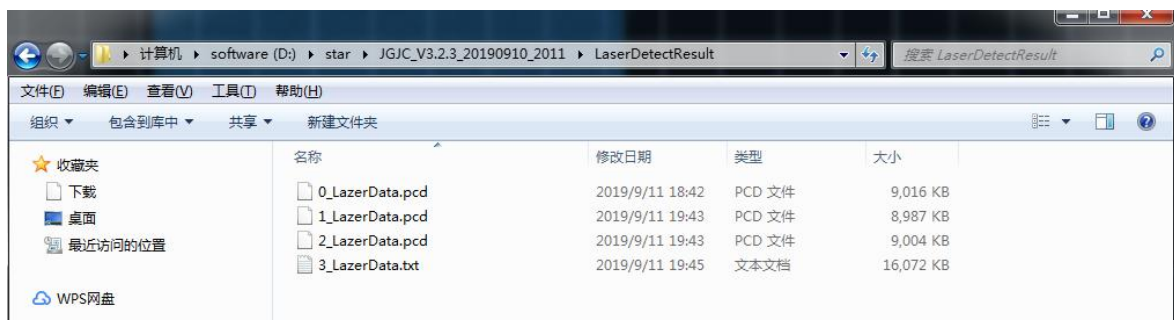 计算机 software (D:) star JGJC_V3.2.3_20190910_2011 LaserDetectResult 搜索 LaserDetectResult
文件(F) 编辑(E) 查看(V) 工具(T) 帮助(H)
组织 包含到库中 共享 新建文件夹
收藏夹
下载
桌面
最近访问的位置
WPS网盘
名称 修改日期 类型 大小
0_LazerData.pcd 2019/9/11 18:42 PCD 文件 9,016 KB
1_LazerData.pcd 2019/9/11 19:43 PCD 文件 8,987 KB
2_LazerData.pcd 2019/9/11 19:43 PCD 文件 9,004 KB
3_LazerData.txt 2019/9/11 19:45 文本文档 16,072 KB